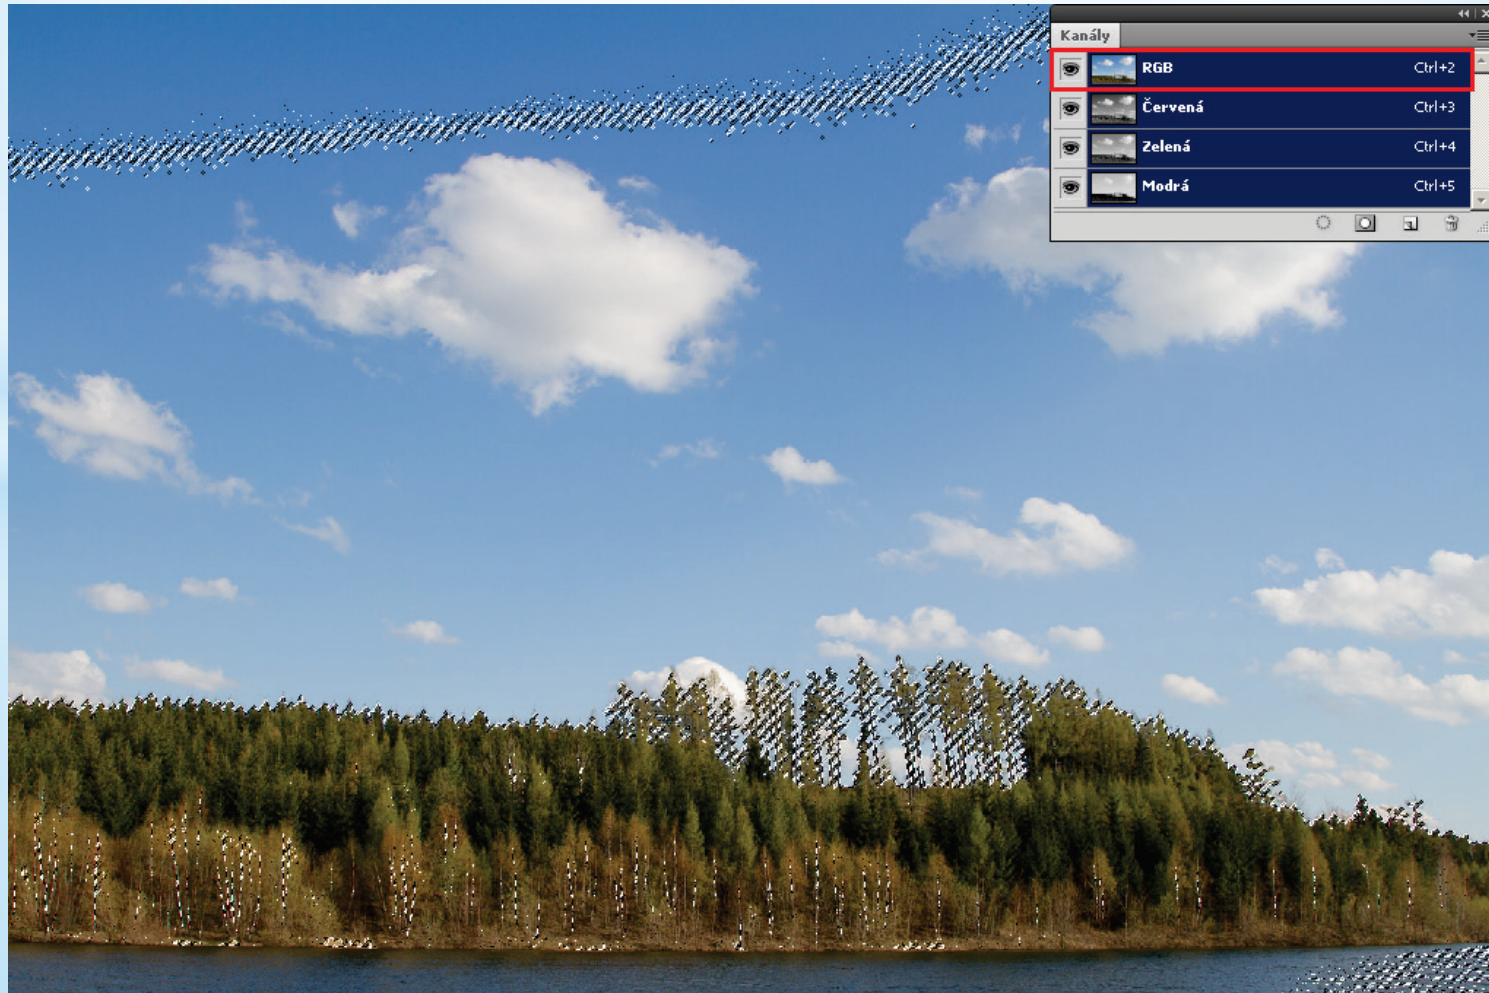 Kanály
RGB Ctrl+2
Červená Ctrl+3
Zelená Ctrl+4
Modrá Ctrl+5